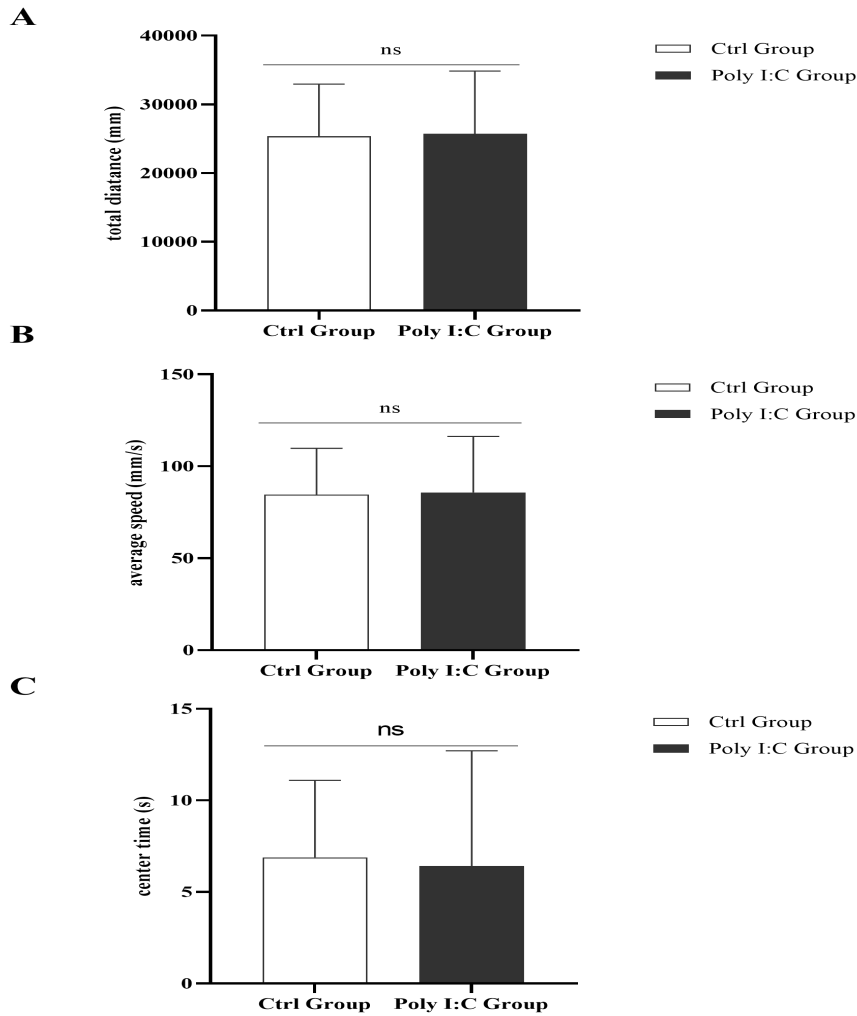 A
40000
30000
20000
10000
0
total diatance (mm)
ns
Ctrl Group
Poly I:C Group
Ctrl Group
Poly I:C Group
B
150
100
50
0
average speed (mm/s)
ns
Ctrl Group
Poly I:C Group
Ctrl Group
Poly I:C Group
C
15
10
5
0
center time (s)
ns
Ctrl Group
Poly I:C Group
Ctrl Group
Poly I:C Group